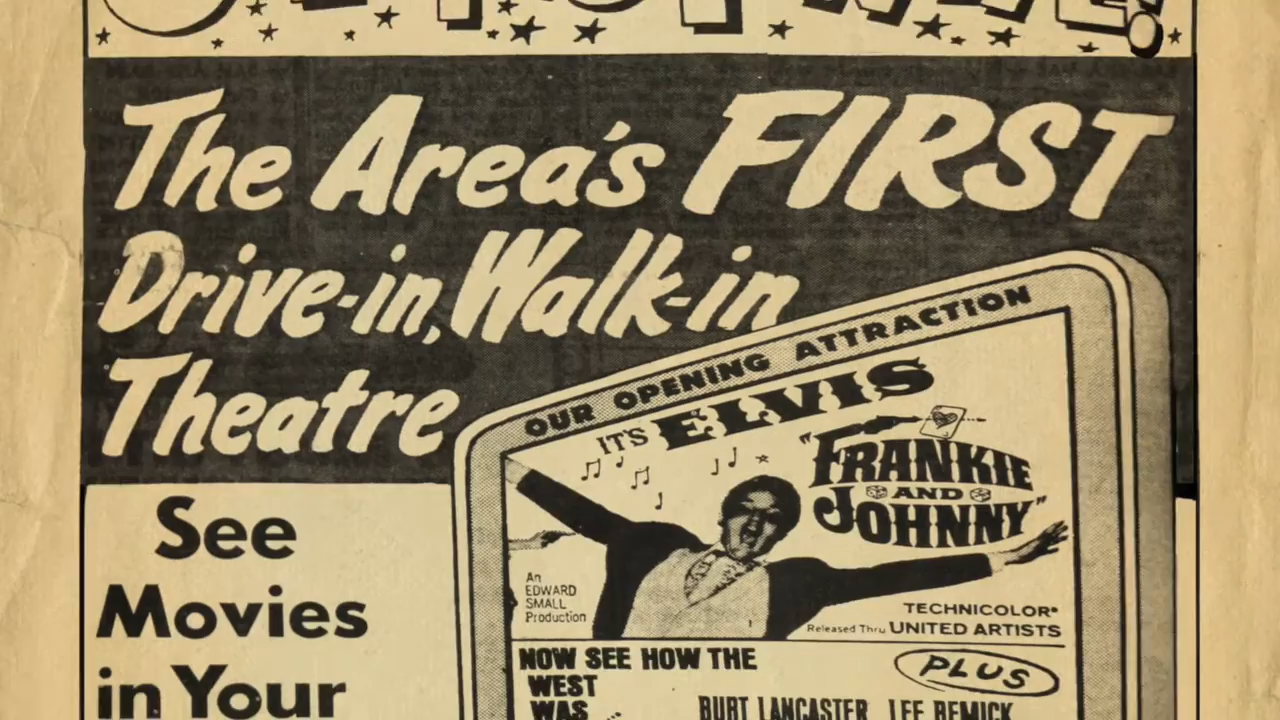 The Area's FIRST
Drive-in, Walk-in
Theatre
OUR OPENING ATTRACTION
IT'S ELVIS
"FRANKIE
AND
JOHNNY"
An
EDWARD
SMALL
Production
TECHNICOLOR®
Released Thru UNITED ARTISTS
See
Movies
in Your
NOW SEE HOW THE
WEST
WAS
PLUS
BURT LANCASTER LEE REMICK